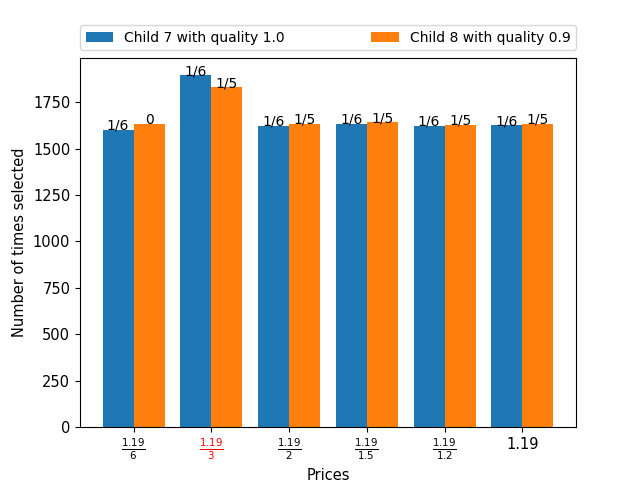 Child 7 with quality 1.0 Child 8 with quality 0.9
1/6 0 1/6 1/5 1/6 1/5 1/6 1/5 1/6 1/5 1/6 1/5
1750
1500
1250
1000
750
500
250
0
Number of times selected
1.19/6 1.19/3 1.19/2 1.19/1.5 1.19/1.2 1.19
Prices